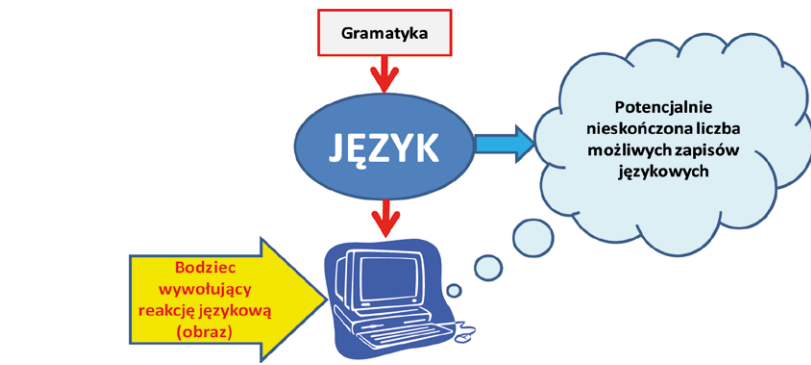 Gramatyka
JĘZYK
Potencjalnie
nieskończona liczba
możliwych zapisów
językowych
Bodziec
wywołujący
reakcję językową
(obraz)